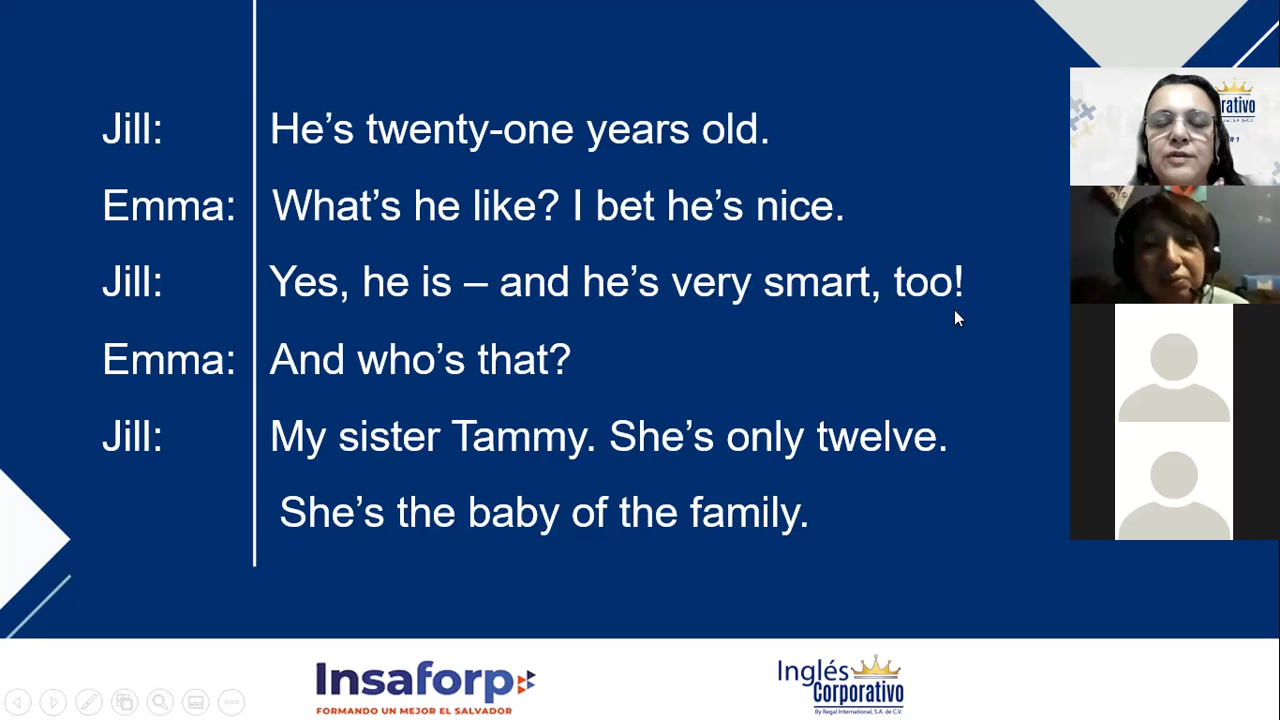 Jill: He’s twenty-one years old.
Emma: What’s he like? I bet he’s nice.
Jill: Yes, he is – and he’s very smart, too!
Emma: And who’s that?
Jill: My sister Tammy. She’s only twelve.
She’s the baby of the family.
rativo
Insaforp
FORMANDO UN MEJOR EL SALVADOR
Inglés
Corporativo
By Regal International, S.A. de C.V.